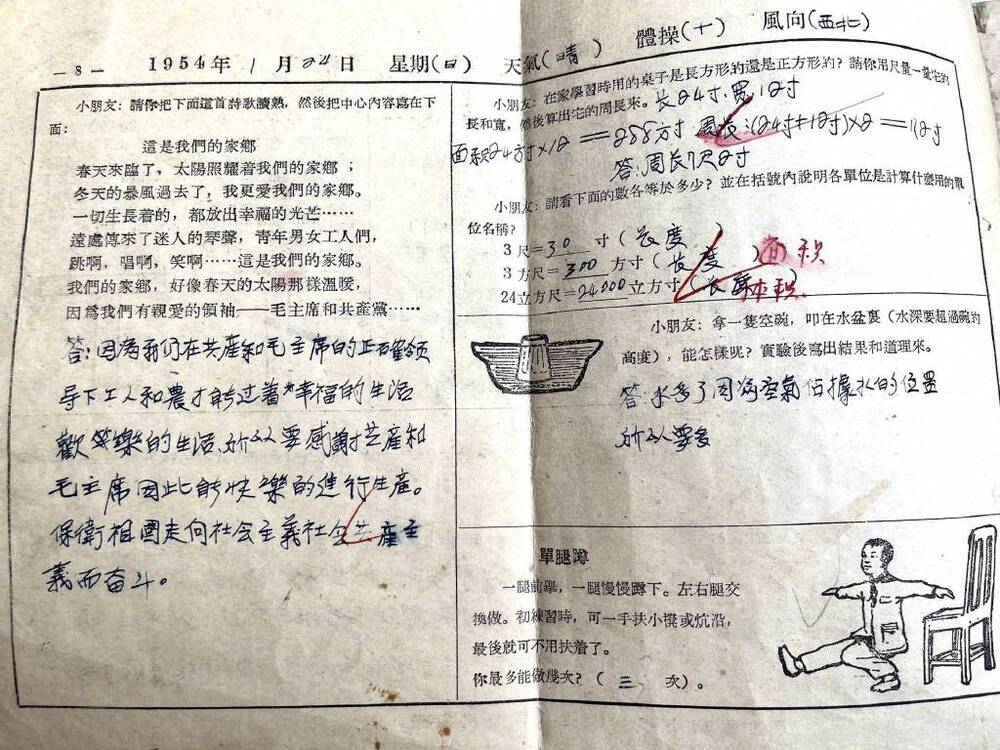 —8— 1954年1月24日 星期(日) 天氣(晴) 體操(十) 風向(西北)
小朋友：請你把下面這首詩歌讀熟，然後把中心內容寫在下
面：
這是我們的家鄉
春天來臨了，太陽照耀着我們的家鄉；
冬天的暴風過去了，我更愛我們的家鄉。
一切生長着的，都放出幸福的光芒……
遠處傳來了迷人的琴聲，靑年男女工人們，
跳啊，唱啊，笑啊……這是我們的家鄉。
我們的家鄉，好像春天的太陽那樣溫暖，
因爲我們有親愛的領袖——毛主席和共產黨……
答：因為我们在共產和毛主席的正確領
导下工人和農才能过着幸福的生活
歡笑樂的生活,所以要感謝共產和
毛主席因此能快樂的進行生產。
保衛祖國走向社会主義社会共產主
義而奋斗。
小朋友：在家學習時用的桌子是長方形的還是正方形的？請你用尺量一量它的
長和寬，然後算出它的周長來。長24寸,寬12寸
面积24方寸×12＝288方寸 周长:(24寸+12寸)×2＝72寸
答:周長7尺2寸
小朋友：請看下面的數各等於多少？並在括號內說明各單位是計算什麽用的單
位名稱？
3尺＝30寸（长度）
3方尺＝300方寸（长度）面积
24立方尺＝24000立方寸（长度）体积
小朋友：拿一隻空碗，叩在水盆裏（水深要超過碗的
高度），能怎樣呢？實驗後寫出結果和道理來。
答:水多了因為空氣佔據水的位置
所以要多
單腿蹲
一腿前舉，一腿慢慢蹲下。左右腿交
換做。初練習時，可一手扶小櫈或炕沿，
最後就可不用扶着了。
你最多能做幾次？（三次）。